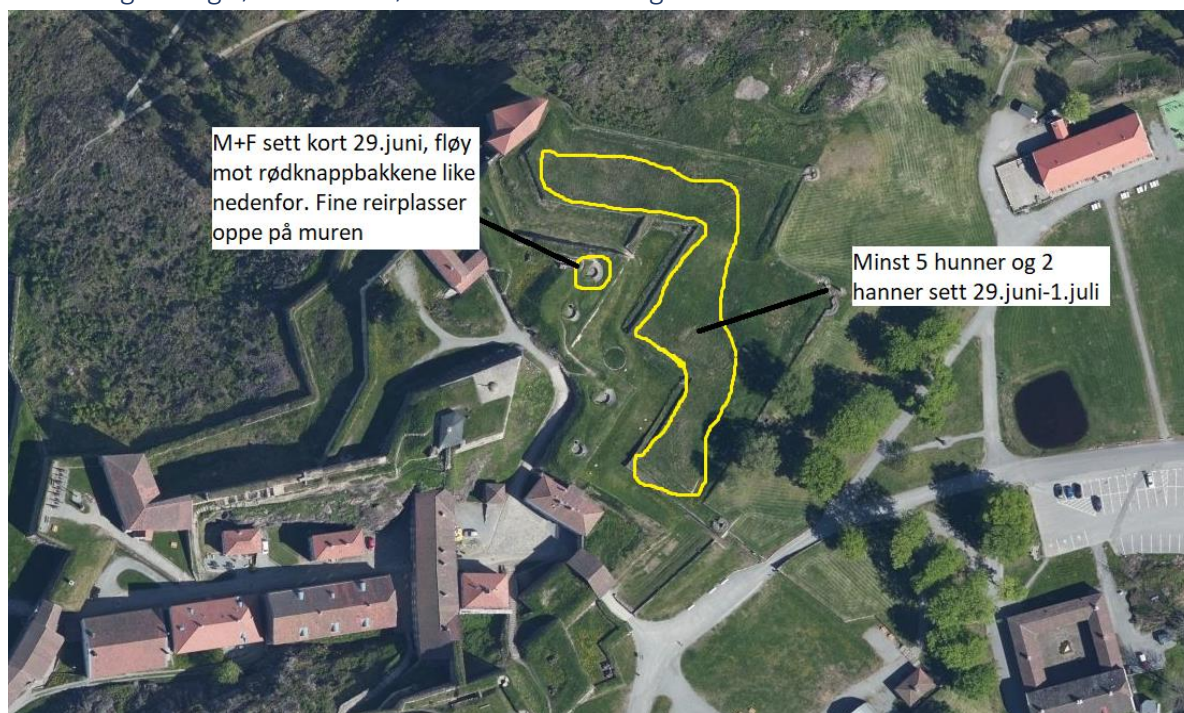 M+F sett kort 29.juni, fløy
mot rødknappbakkene like
nedenfor. Fine reirplasser
oppe på muren
Minst 5 hunner og 2
hanner sett 29.juni-1.juli